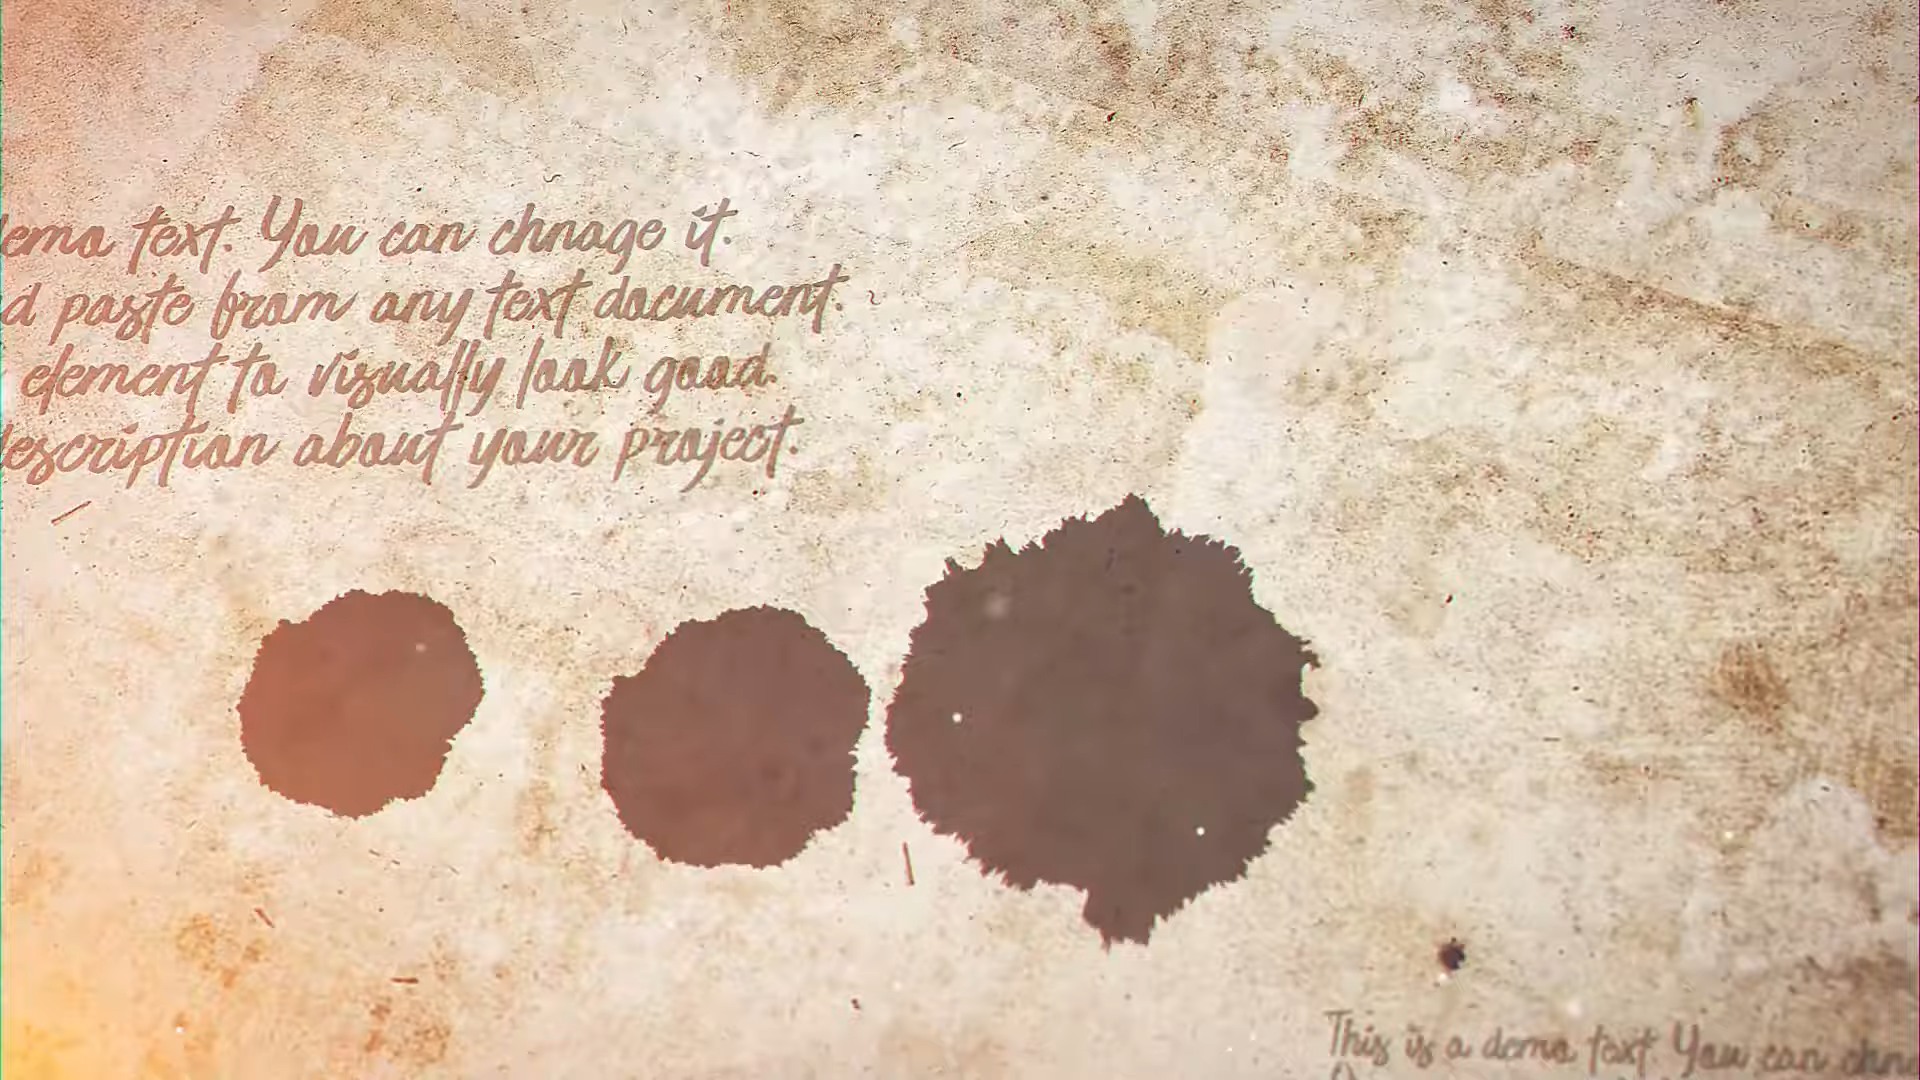 demo text. You can chnage it.
d paste from any text document.
element to visually look good.
description about your project.
This is a demo text. You can chna